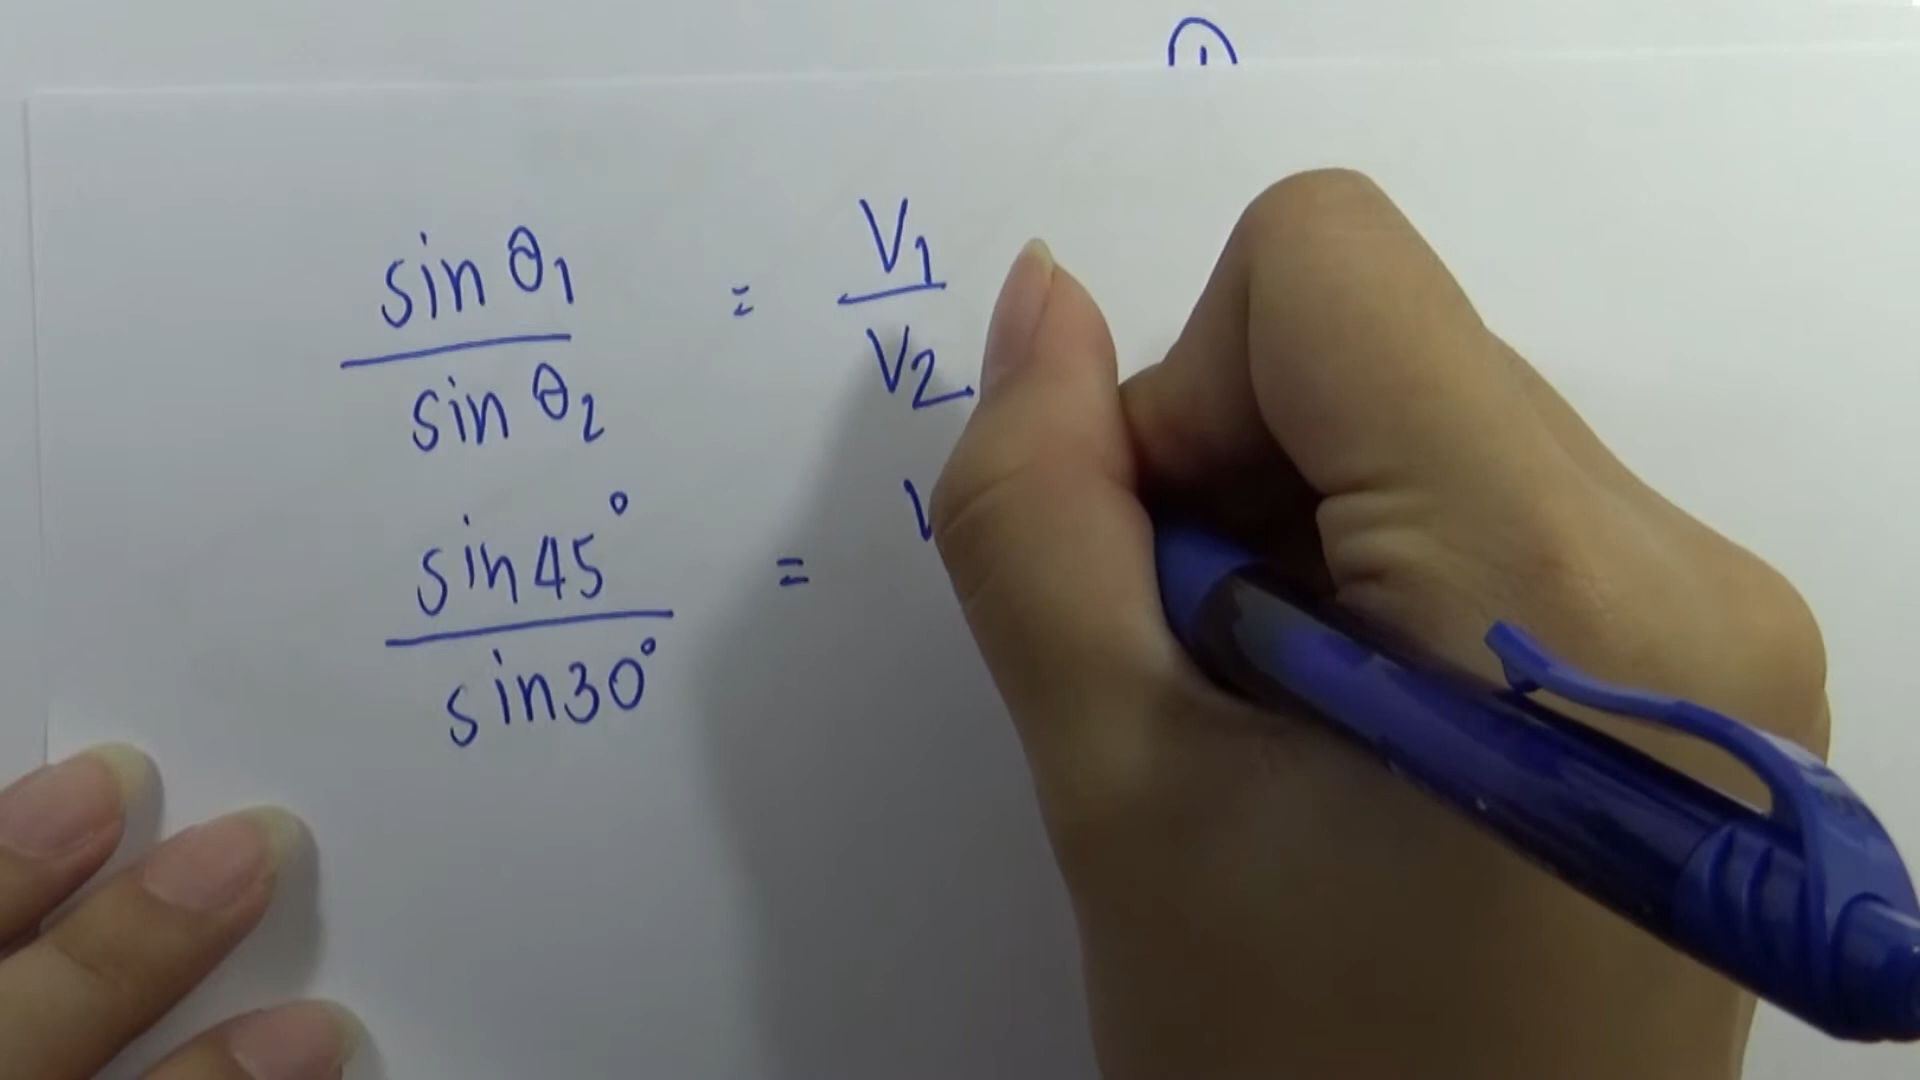 sin θ1 / sin θ2 = V1 / V2
sin 45° / sin 30° =